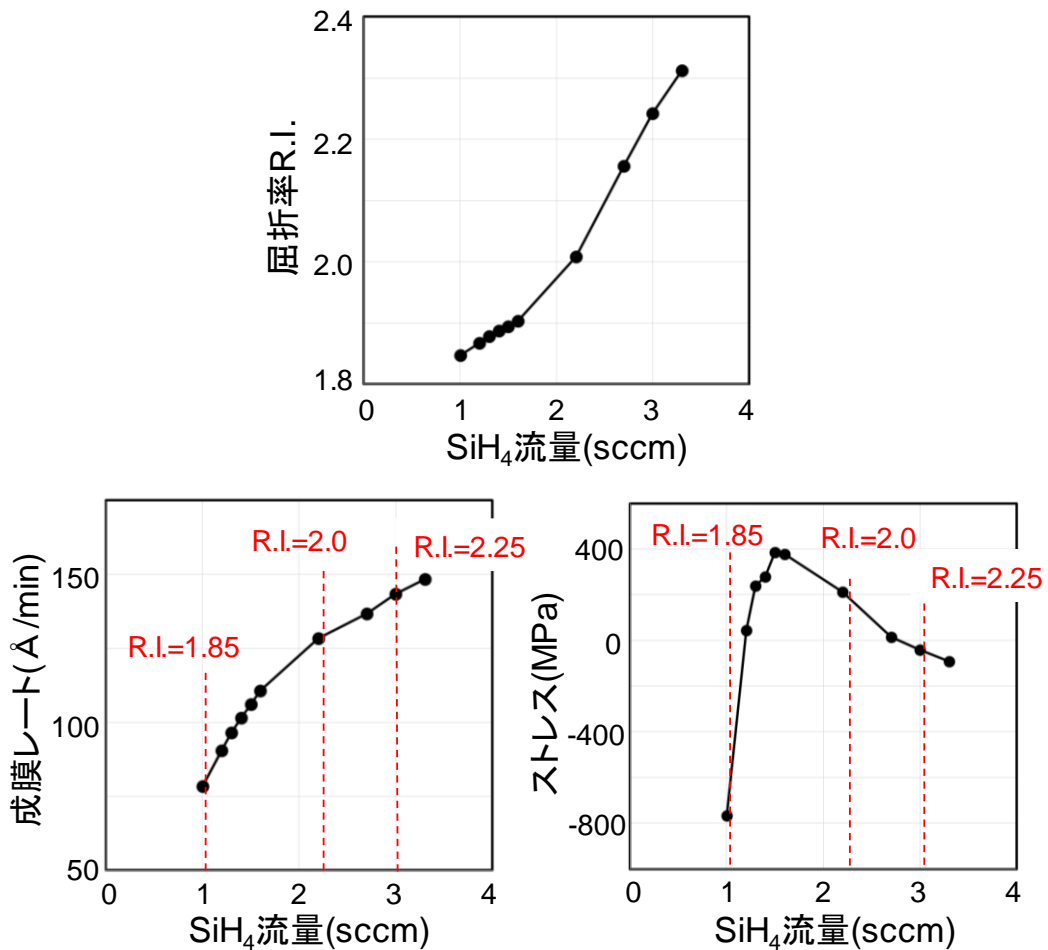 2.4
2.2
2.0
1.8
屈折率R.I.
0 1 2 3 4
SiH₄流量(sccm)
150
100
50
成膜レート(Å/min)
R.I.=1.85
R.I.=2.0
R.I.=2.25
0 1 2 3 4
SiH₄流量(sccm)
400
0
-400
-800
ストレス(MPa)
R.I.=1.85
R.I.=2.0
R.I.=2.25
0 1 2 3 4
SiH₄流量(sccm)